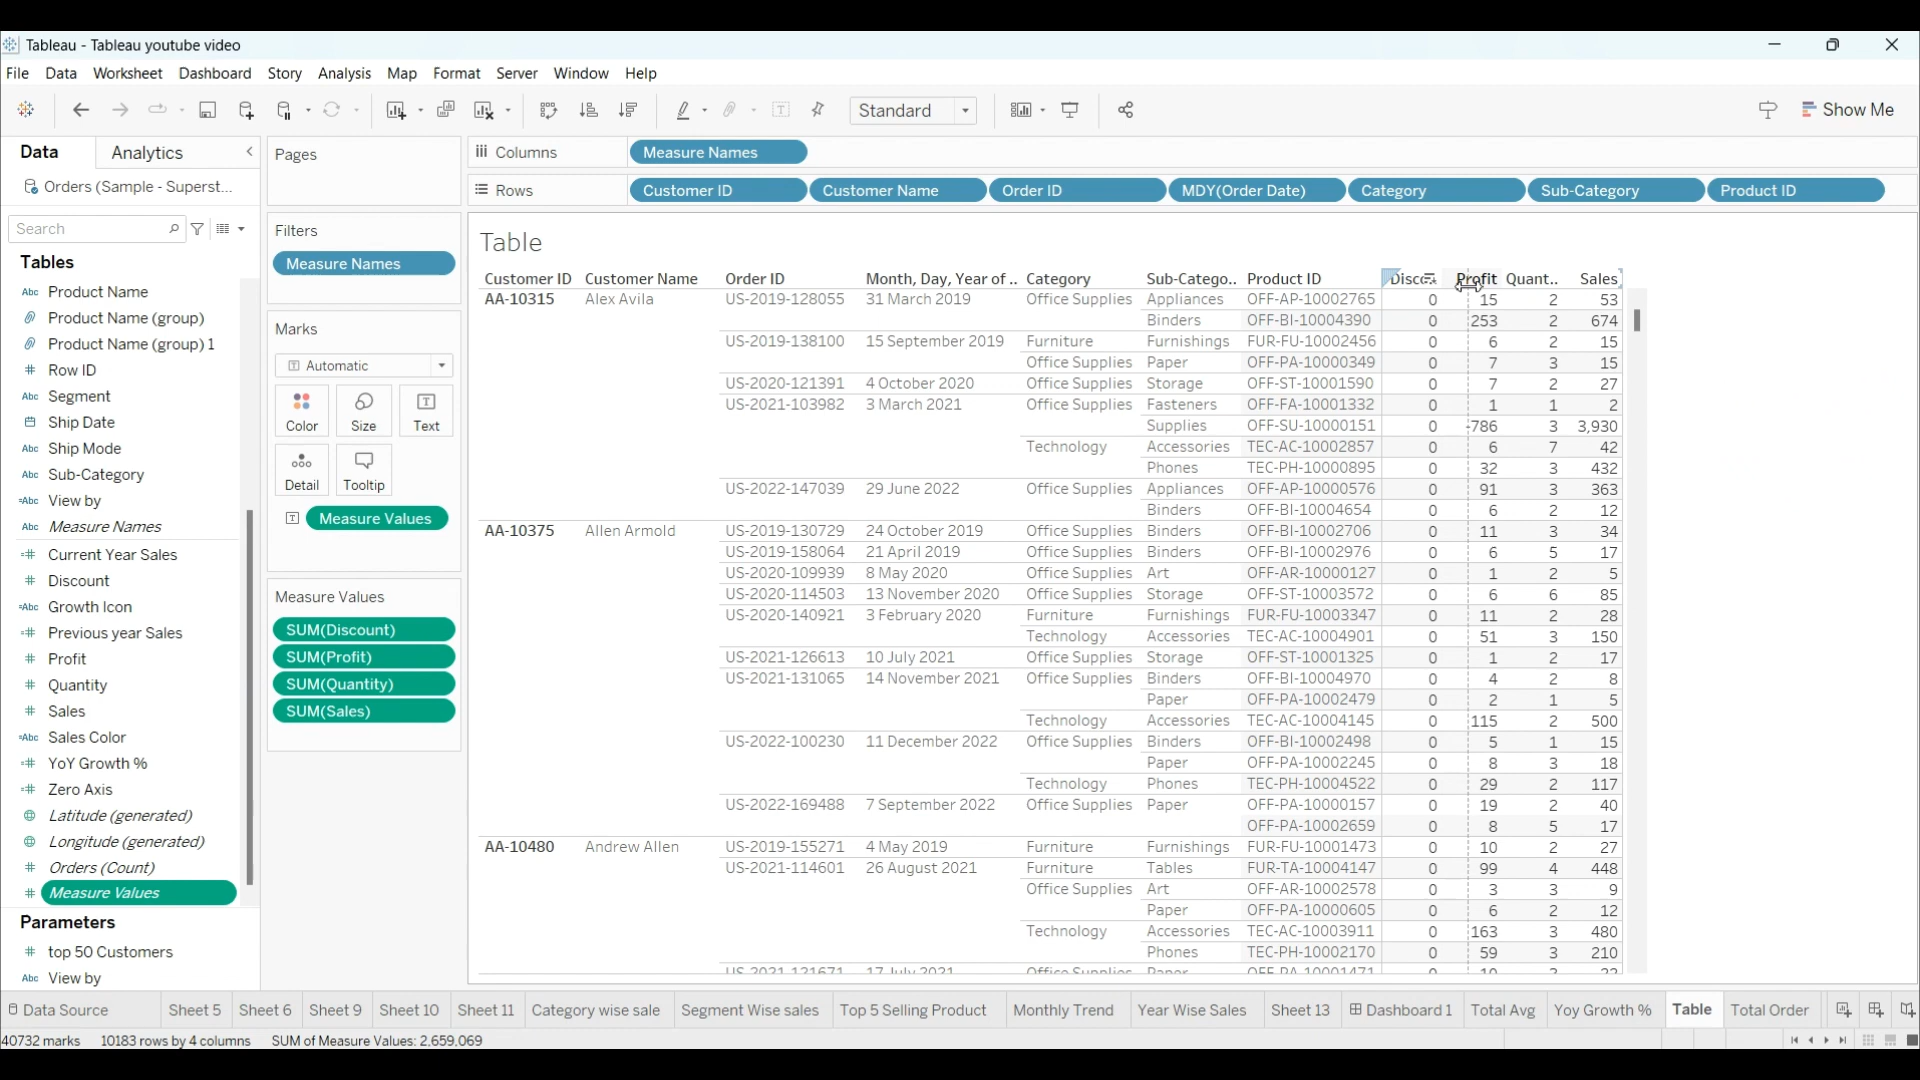 Tableau - Tableau youtube video
File Data Worksheet Dashboard Story Analysis Map Format Server Window Help
Standard
Show Me
Data Analytics
Orders (Sample - Superst...
Search
Tables
Abc Product Name
Product Name (group)
Product Name (group) 1
# Row ID
Abc Segment
Ship Date
Abc Ship Mode
Abc Sub-Category
=Abc View by
Abc Measure Names
=# Current Year Sales
# Discount
=Abc Growth Icon
=# Previous year Sales
# Profit
# Quantity
# Sales
=Abc Sales Color
=# YoY Growth %
=# Zero Axis
Latitude (generated)
Longitude (generated)
# Orders (Count)
# Measure Values
Parameters
# top 50 Customers
Abc View by
Pages
Filters
Measure Names
Marks
Automatic
Color Size Text
Detail Tooltip
Measure Values
Measure Values
SUM(Discount)
SUM(Profit)
SUM(Quantity)
SUM(Sales)
Columns Measure Names
Rows Customer ID Customer Name Order ID MDY(Order Date) Category Sub-Category Product ID
Table
Customer ID Customer Name Order ID Month, Day, Year of .. Category Sub-Catego.. Product ID Disco.. Profit Quant.. Sales
AA-10315 Alex Avila US-2019-128055 31 March 2019 Office Supplies Appliances OFF-AP-10002765 0 15 2 53
Binders OFF-BI-10004390 0 253 2 674
US-2019-138100 15 September 2019 Furniture Furnishings FUR-FU-10002456 0 6 2 15
Office Supplies Paper OFF-PA-10000349 0 7 3 15
US-2020-121391 4 October 2020 Office Supplies Storage OFF-ST-10001590 0 7 2 27
US-2021-103982 3 March 2021 Office Supplies Fasteners OFF-FA-10001332 0 1 1 2
Supplies OFF-SU-10000151 0 -786 3 3,930
Technology Accessories TEC-AC-10002857 0 6 7 42
Phones TEC-PH-10000895 0 32 3 432
US-2022-147039 29 June 2022 Office Supplies Appliances OFF-AP-10000576 0 91 3 363
Binders OFF-BI-10004654 0 6 2 12
AA-10375 Allen Armold US-2019-130729 24 October 2019 Office Supplies Binders OFF-BI-10002706 0 11 3 34
US-2019-158064 21 April 2019 Office Supplies Binders OFF-BI-10002976 0 6 5 17
US-2020-109939 8 May 2020 Office Supplies Art OFF-AR-10000127 0 1 2 5
US-2020-114503 13 November 2020 Office Supplies Storage OFF-ST-10003572 0 6 6 85
US-2020-140921 3 February 2020 Furniture Furnishings FUR-FU-10003347 0 11 2 28
Technology Accessories TEC-AC-10004901 0 51 3 150
US-2021-126613 10 July 2021 Office Supplies Storage OFF-ST-10001325 0 1 2 17
US-2021-131065 14 November 2021 Office Supplies Binders OFF-BI-10004970 0 4 2 8
Paper OFF-PA-10002479 0 2 1 5
Technology Accessories TEC-AC-10004145 0 115 2 500
US-2022-100230 11 December 2022 Office Supplies Binders OFF-BI-10002498 0 5 1 15
Paper OFF-PA-10002245 0 8 3 18
Technology Phones TEC-PH-10004522 0 29 2 117
US-2022-169488 7 September 2022 Office Supplies Paper OFF-PA-10000157 0 19 2 40
OFF-PA-10002659 0 8 5 17
AA-10480 Andrew Allen US-2019-155271 4 May 2019 Furniture Furnishings FUR-FU-10001473 0 10 2 27
US-2021-114601 26 August 2021 Furniture Tables FUR-TA-10004147 0 99 4 448
Office Supplies Art OFF-AR-10002578 0 3 3 9
Paper OFF-PA-10000605 0 6 2 12
Technology Accessories TEC-AC-10003911 0 163 3 480
Phones TEC-PH-10002170 0 59 3 210
Data Source Sheet 5 Sheet 6 Sheet 9 Sheet 10 Sheet 11 Category wise sale Segment Wise sales Top 5 Selling Product Monthly Trend Year Wise Sales Sheet 13 Dashboard 1 Total Avg Yoy Growth % Table Total Order
40732 marks 10183 rows by 4 columns SUM of Measure Values: 2,659,069